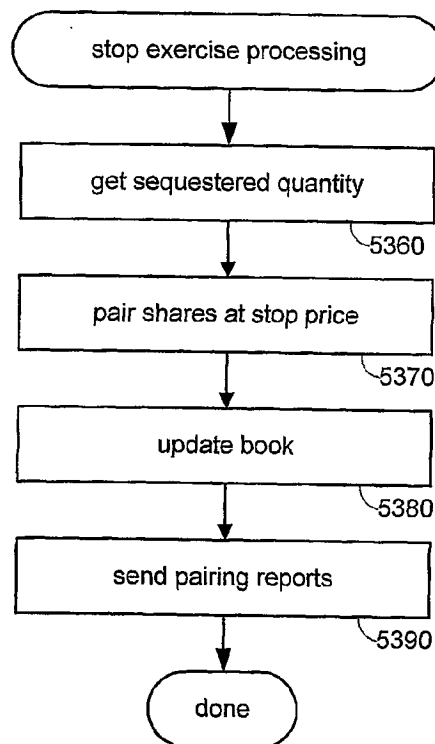 stop exercise processing
get sequestered quantity
5360
pair shares at stop price
5370
update book
5380
send pairing reports
5390
done